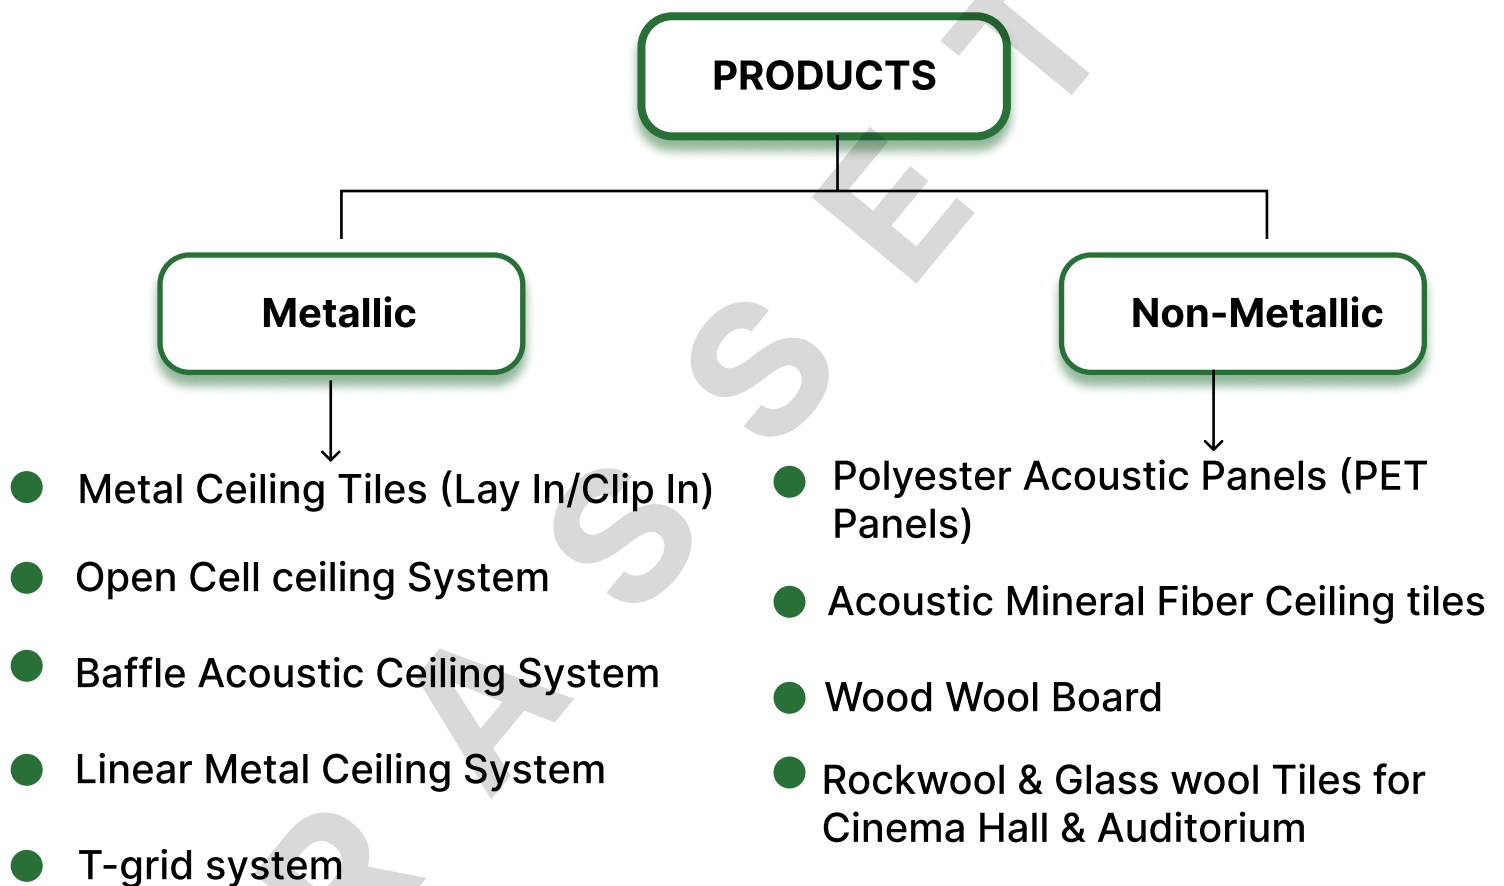 PRODUCTS
Metallic
Non-Metallic
Metal Ceiling Tiles (Lay In/Clip In)
Open Cell ceiling System
Baffle Acoustic Ceiling System
Linear Metal Ceiling System
T-grid system
Polyester Acoustic Panels (PET
Panels)
Acoustic Mineral Fiber Ceiling tiles
Wood Wool Board
Rockwool & Glass wool Tiles for
Cinema Hall & Auditorium
RASSET